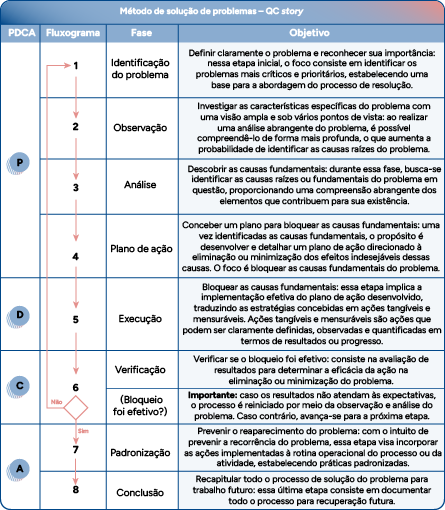 Método de solução de problemas – QC story
PDCA Fluxograma Fase Objetivo
P
1
Identificação
do problema
Definir claramente o problema e reconhecer sua importância:
nessa etapa inicial, o foco consiste em identificar os
problemas mais críticos e prioritários, estabelecendo uma
base para a abordagem do processo de resolução.
2
Observação
Investigar as características específicas do problema com
uma visão ampla e sob vários pontos de vista: ao realizar
uma análise abrangente do problema, é possível
compreendê-lo de forma mais profunda, o que aumenta a
probabilidade de identificar as causas raízes do problema.
3
Análise
Descobrir as causas fundamentais: durante essa fase, busca-se
identificar as causas raízes ou fundamentais do problema em
questão, proporcionando uma compreensão abrangente dos
elementos que contribuem para sua existência.
4
Plano de ação
Conceber um plano para bloquear as causas fundamentais: uma
vez identificadas as causas fundamentais, o propósito é
desenvolver e detalhar um plano de ação direcionado à
eliminação ou minimização dos efeitos indesejáveis dessas
causas. O foco é bloquear as causas fundamentais do problema.
D
5
Execução
Bloquear as causas fundamentais: essa etapa implica a
implementação efetiva do plano de ação desenvolvido,
traduzindo as estratégias concebidas em ações tangíveis e
mensuráveis. Ações tangíveis e mensuráveis são ações que
podem ser claramente definidas, observadas e quantificadas em
termos de resultados ou progresso.
C
6
Verificação
Verificar se o bloqueio foi efetivo: consiste na avaliação de
resultados para determinar a eficácia da ação na
eliminação ou minimização do problema.
Não
(Bloqueio
foi efetivo?)
Importante: caso os resultados não atendam às expectativas,
o processo é reiniciado por meio da observação e análise do
problema. Caso contrário, avança-se para a próxima etapa.
Sim
A
7
Padronização
Prevenir o reaparecimento do problema: com o intuito de
prevenir a recorrência do problema, essa etapa visa incorporar
as ações implementadas à rotina operacional do processo ou da
atividade, estabelecendo práticas padronizadas.
8
Conclusão
Recapitular todo o processo de solução do problema para
trabalho futuro: essa última etapa consiste em documentar
todo o processo para recuperação futura.